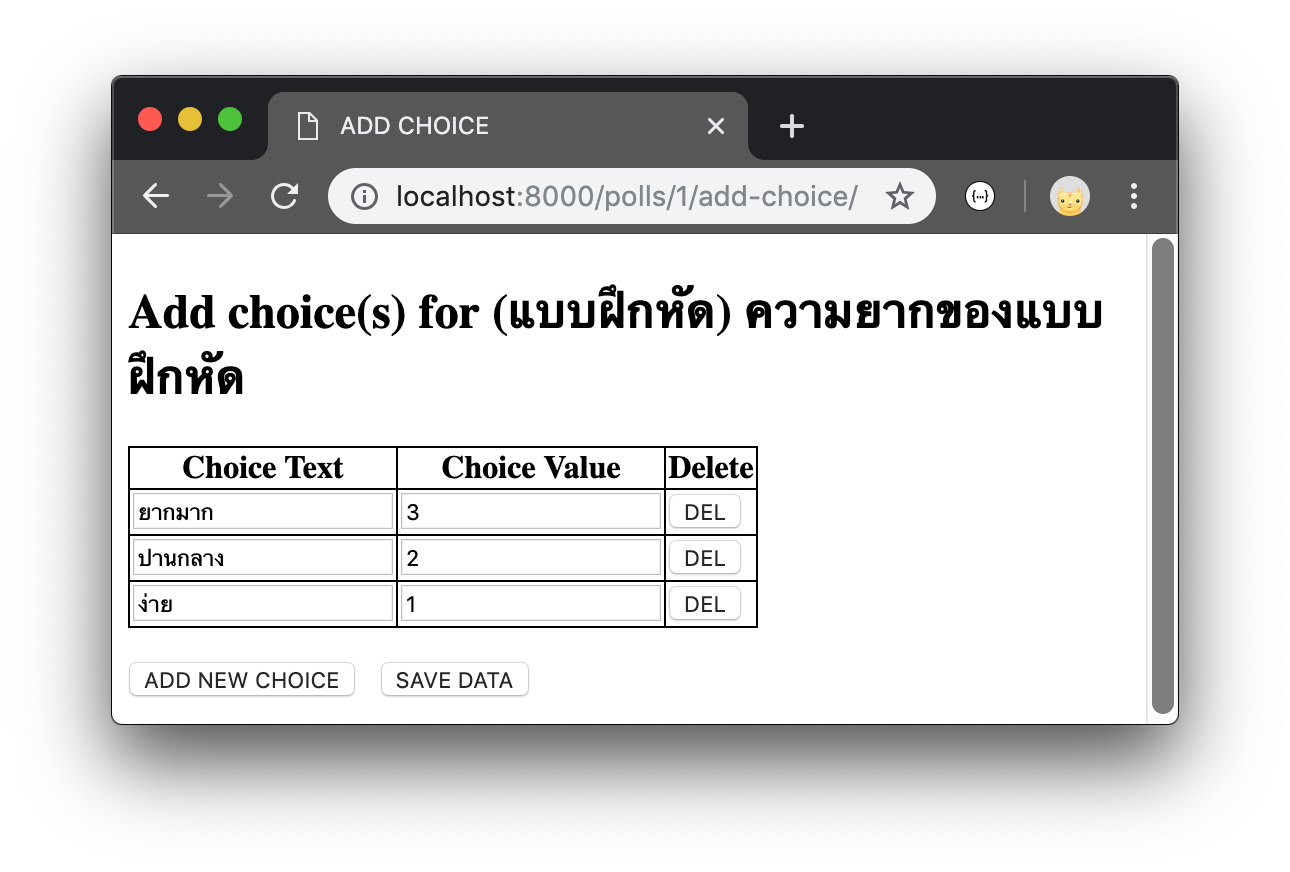 ADD CHOICE
localhost:8000/polls/1/add-choice/
{···}
Add choice(s) for (แบบฝึกหัด) ความยากของแบบ
ฝึกหัด
Choice Text Choice Value Delete
ยากมาก 3 DEL
ปานกลาง 2 DEL
ง่าย 1 DEL
ADD NEW CHOICE SAVE DATA